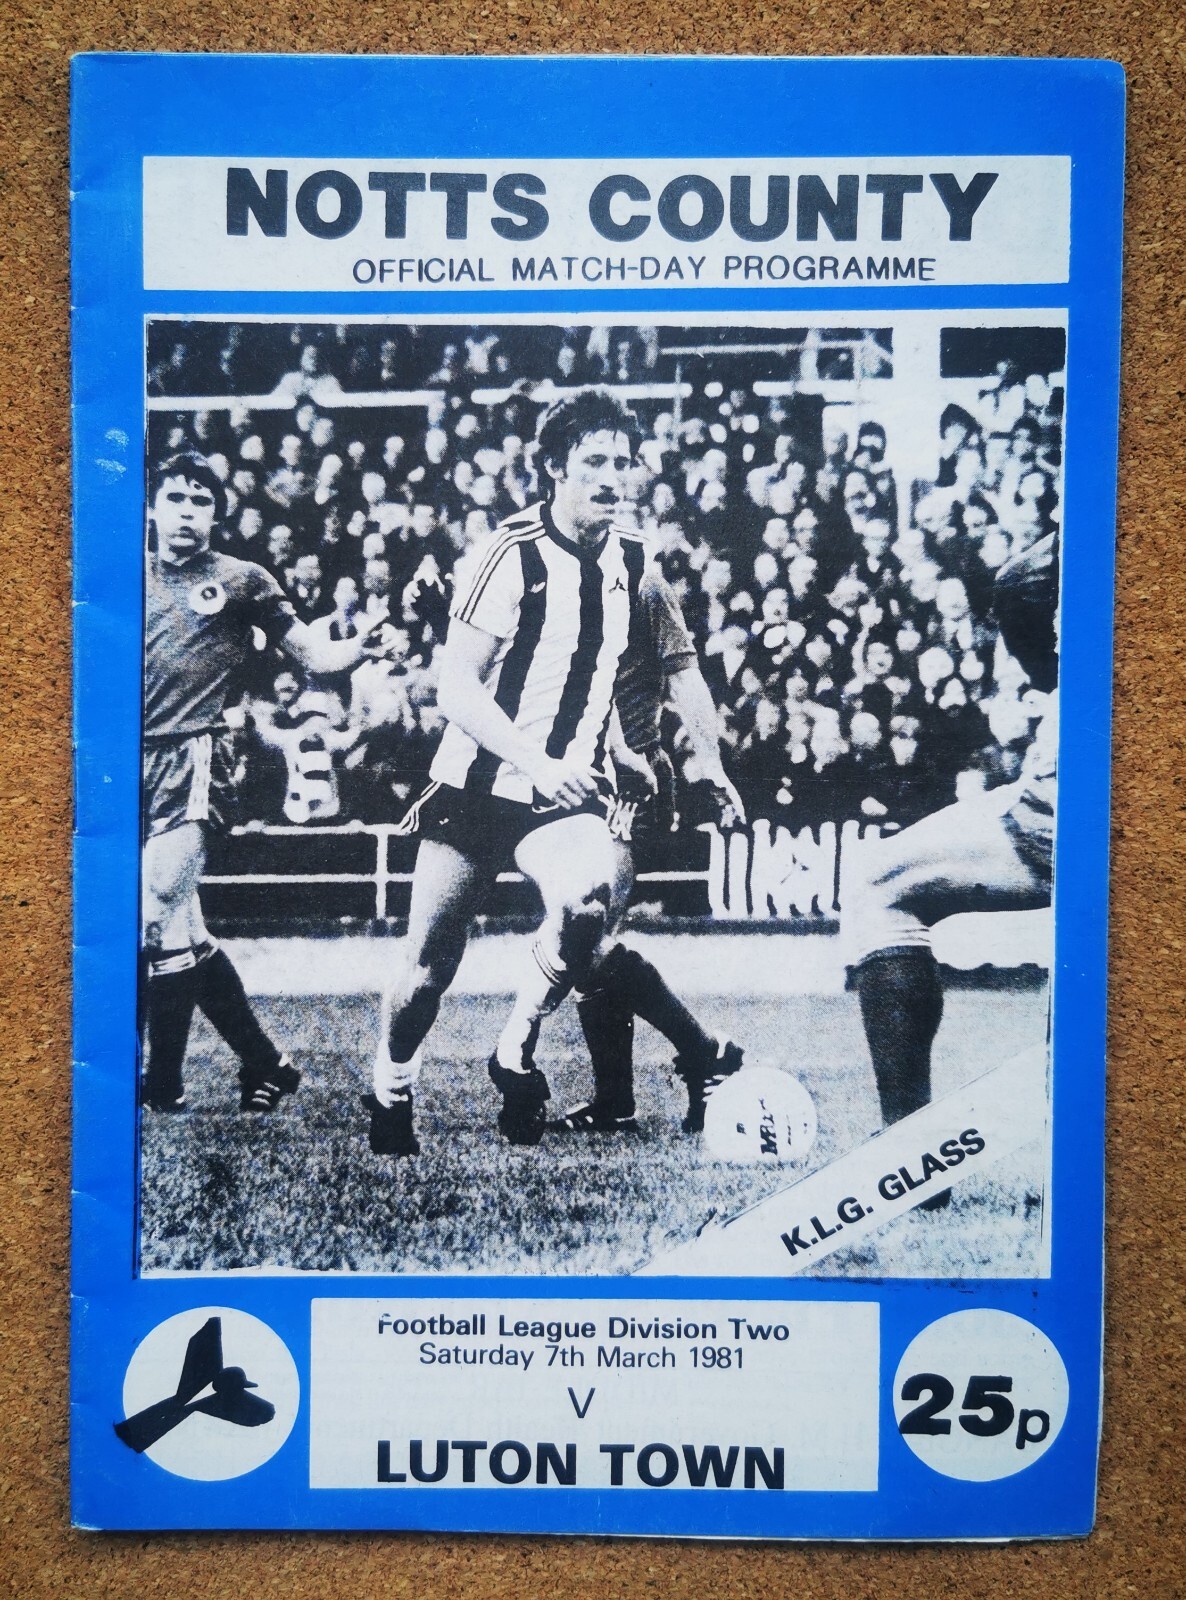 NOTTS COUNTY
OFFICIAL MATCH-DAY PROGRAMME
K.L.G. GLASS
Football League Division Two
Saturday 7th March 1981
V
LUTON TOWN
25p